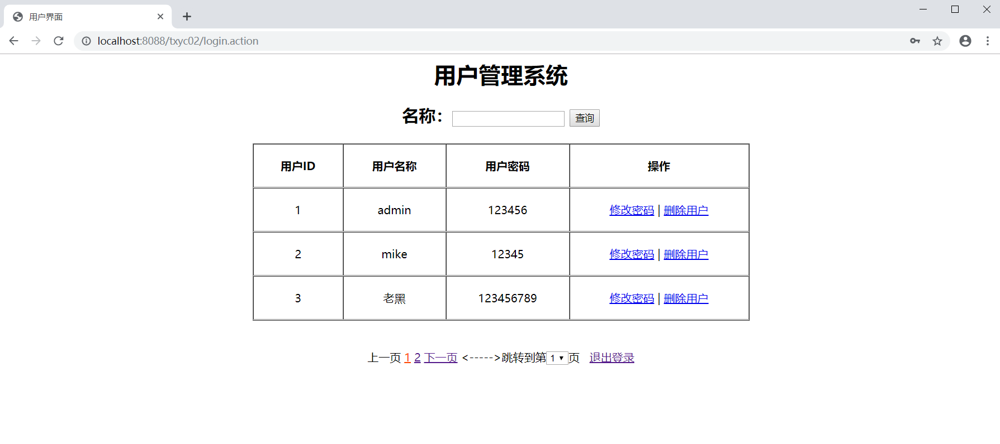 用户界面
localhost:8088/txyc02/login.action
用户管理系统
名称： 查询
用户ID 用户名称 用户密码 操作
1 admin 123456 修改密码 | 删除用户
2 mike 12345 修改密码 | 删除用户
3 老黑 123456789 修改密码 | 删除用户
上一页 1 2 下一页 <----->跳转到第1页 退出登录